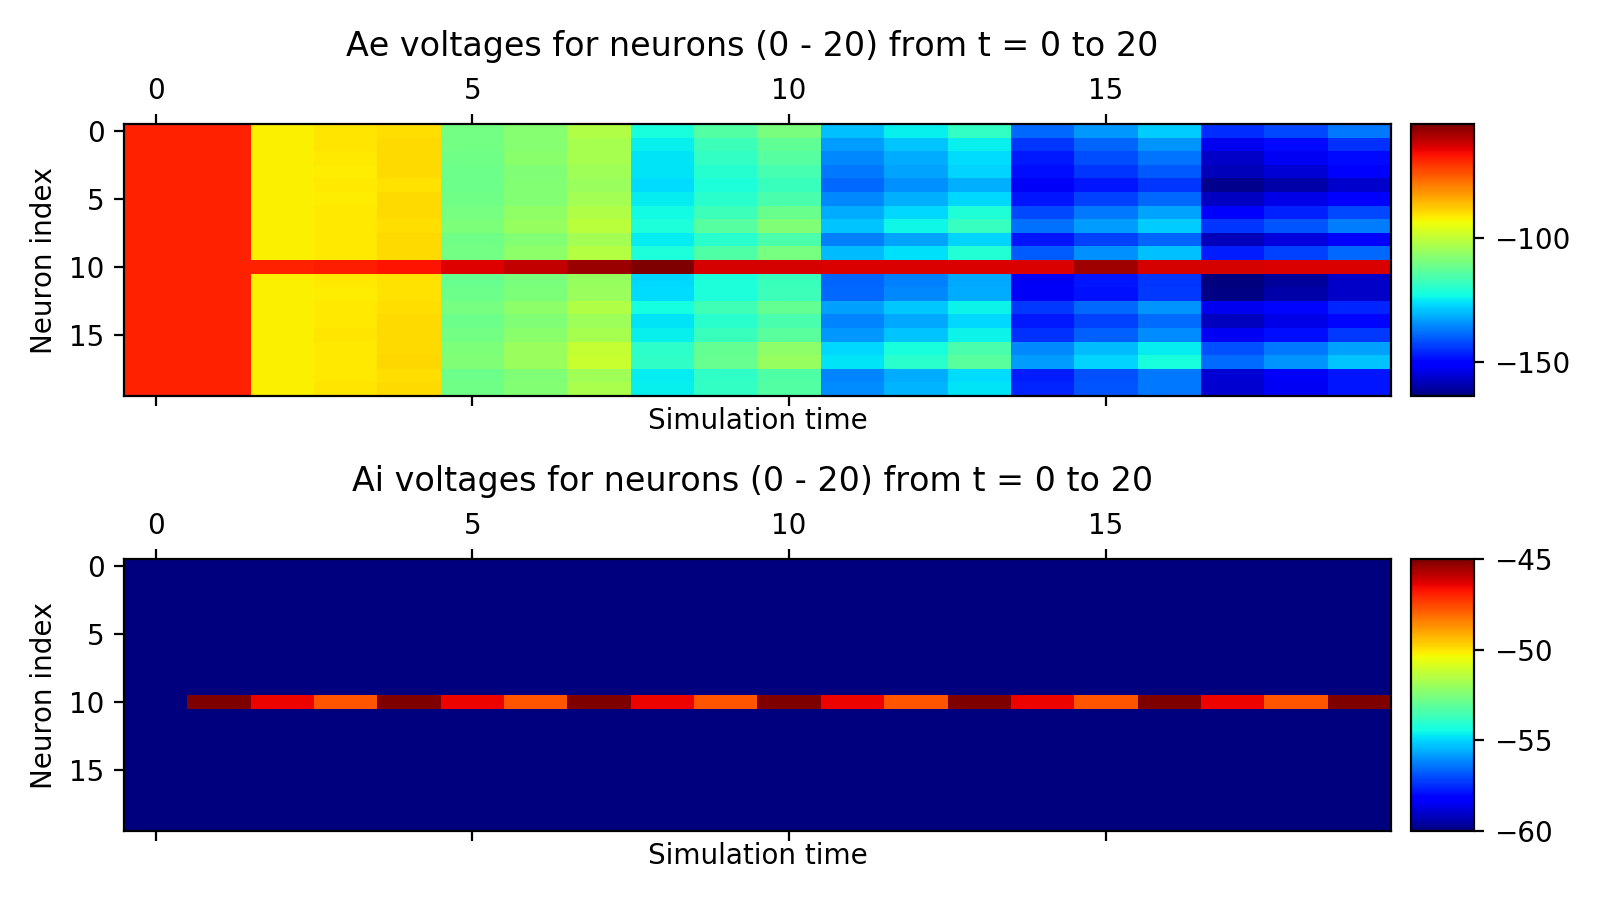 Ae voltages for neurons (0 - 20) from t = 0 to 20
0 5 10 15
Neuron index
0
5
10
15
−100
−150
Simulation time
Ai voltages for neurons (0 - 20) from t = 0 to 20
0 5 10 15
Neuron index
0
5
10
15
−45
−50
−55
−60
Simulation time